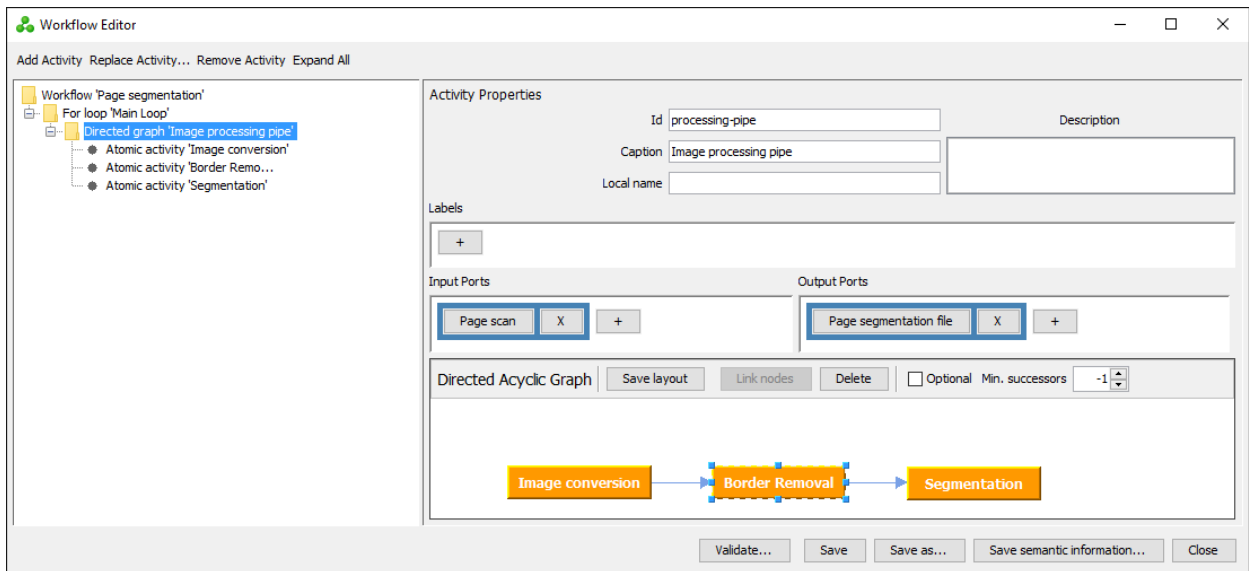 Workflow Editor
Add Activity Replace Activity... Remove Activity Expand All
Workflow 'Page segmentation'
For loop 'Main Loop'
Directed graph 'Image processing pipe'
Atomic activity 'Image conversion'
Atomic activity 'Border Remo...
Atomic activity 'Segmentation'
Activity Properties
Id processing-pipe
Description
Caption Image processing pipe
Local name
Labels
+
Input Ports
Output Ports
Page scan X +
Page segmentation file X +
Directed Acyclic Graph Save layout Link nodes Delete Optional Min. successors -1
Image conversion Border Removal Segmentation
Validate... Save Save as... Save semantic information... Close